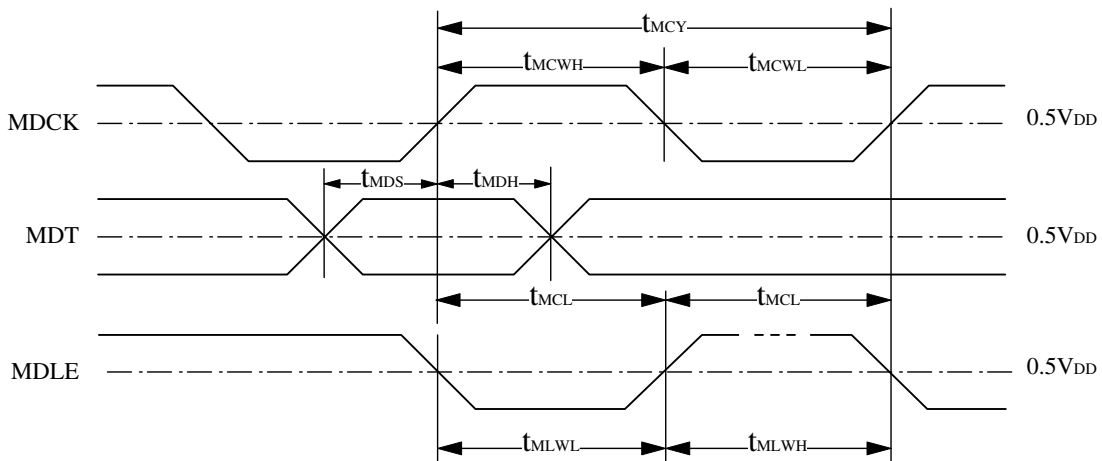 tMCY
tMCWH tMCWL
MDCK 0.5VDD
tMDS tMDH
MDT 0.5VDD
tMCL tMCL
MDLE 0.5VDD
tMLWL tMLWH